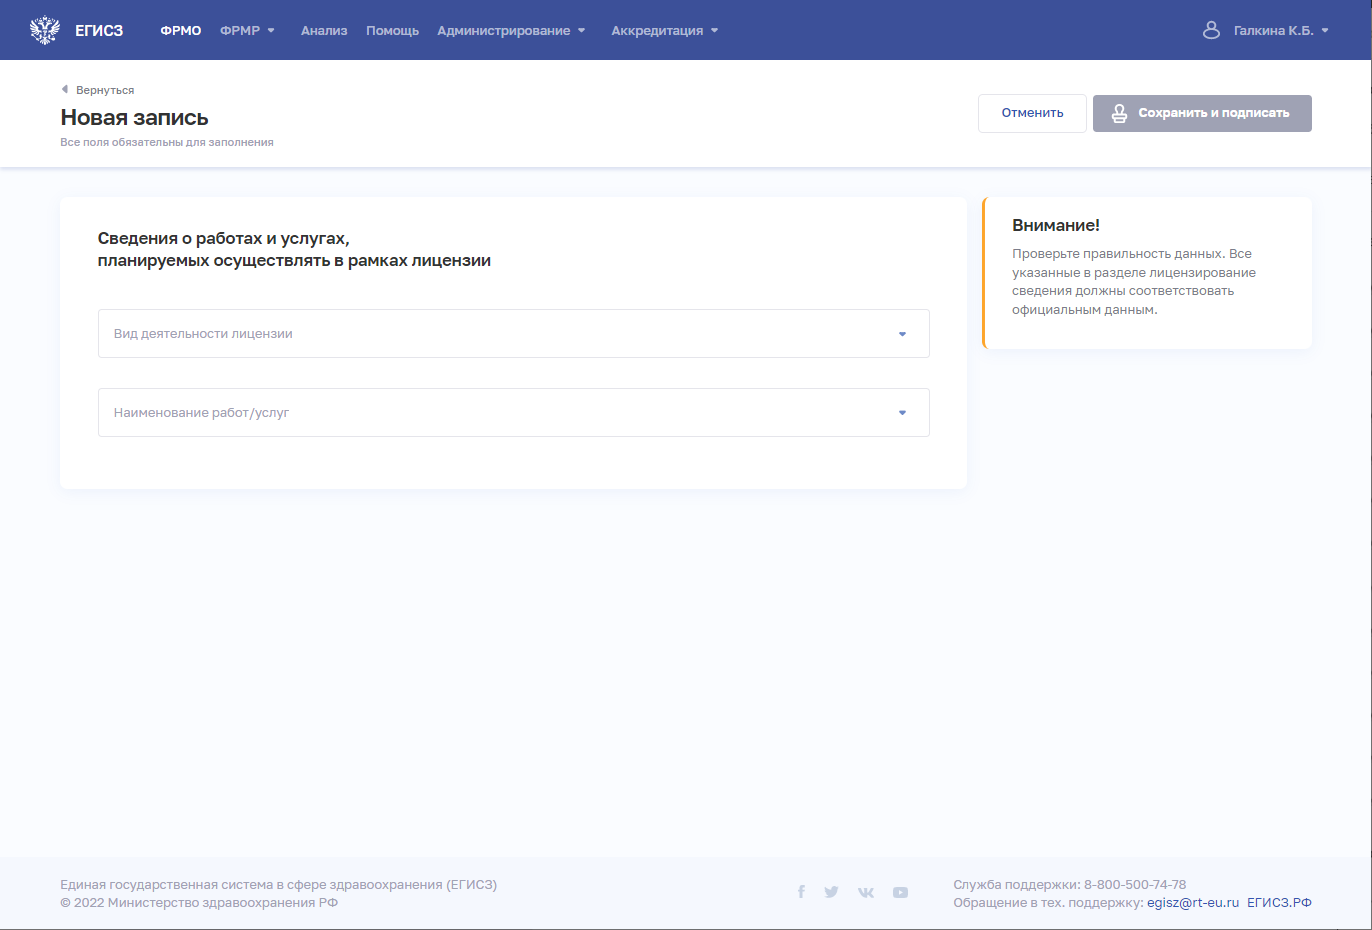 ЕГИСЗ
ФРМО
ФРМР
Анализ
Помощь
Администрирование
Аккредитация
Галкина К.Б.
Вернуться
Новая запись
Все поля обязательны для заполнения
Отменить
Сохранить и подписать
Сведения о работах и услугах,
планируемых осуществлять в рамках лицензии
Вид деятельности лицензии
Наименование работ/услуг
Внимание!
Проверьте правильность данных. Все
указанные в разделе лицензирование
сведения должны соответствовать
официальным данным.
Единая государственная система в сфере здравоохранения (ЕГИСЗ)
© 2022 Министерство здравоохранения РФ
Служба поддержки: 8-800-500-74-78
Обращение в тех. поддержку: egisz@rt-eu.ru ЕГИСЗ.РФ